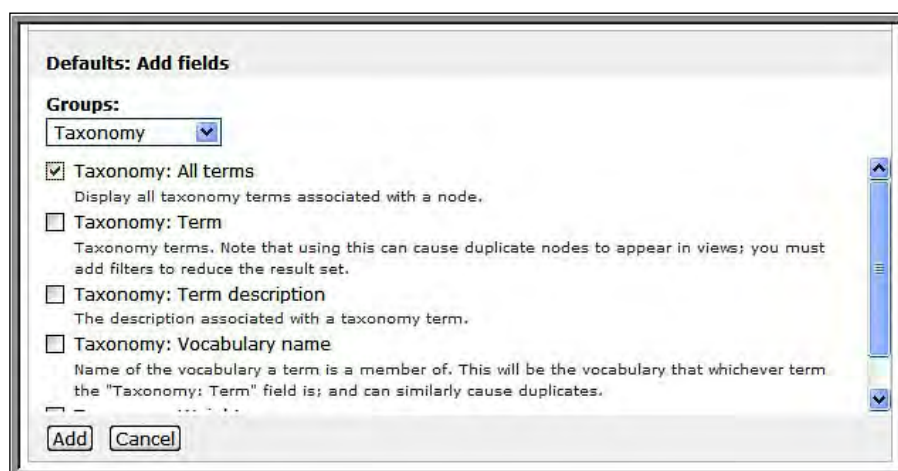 Defaults: Add fields
Groups:
Taxonomy
Taxonomy: All terms
Display all taxonomy terms associated with a node.
Taxonomy: Term
Taxonomy terms. Note that using this can cause duplicate nodes to appear in views; you must
add filters to reduce the result set.
Taxonomy: Term description
The description associated with a taxonomy term.
Taxonomy: Vocabulary name
Name of the vocabulary a term is a member of. This will be the vocabulary that whichever term
the "Taxonomy: Term" field is; and can similarly cause duplicates.
Add Cancel